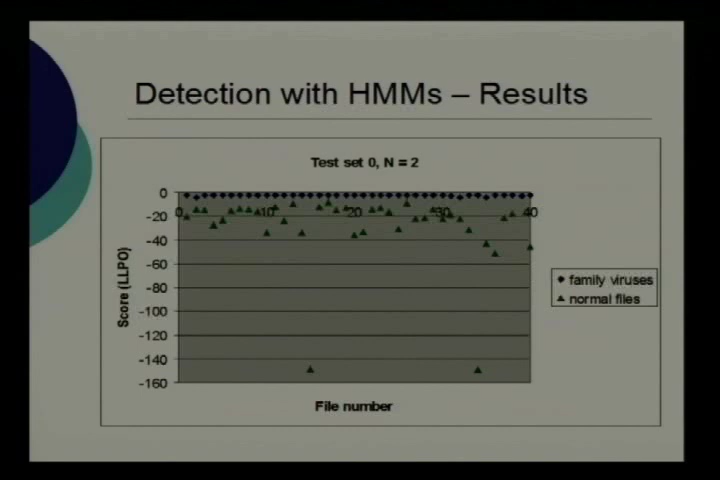 Detection with HMMs – Results
Test set 0, N = 2
0
0 10 20 30 40
-20
-40
-60
-80
-100
-120
-140
-160
Score (LLPO)
family viruses
normal files
File number